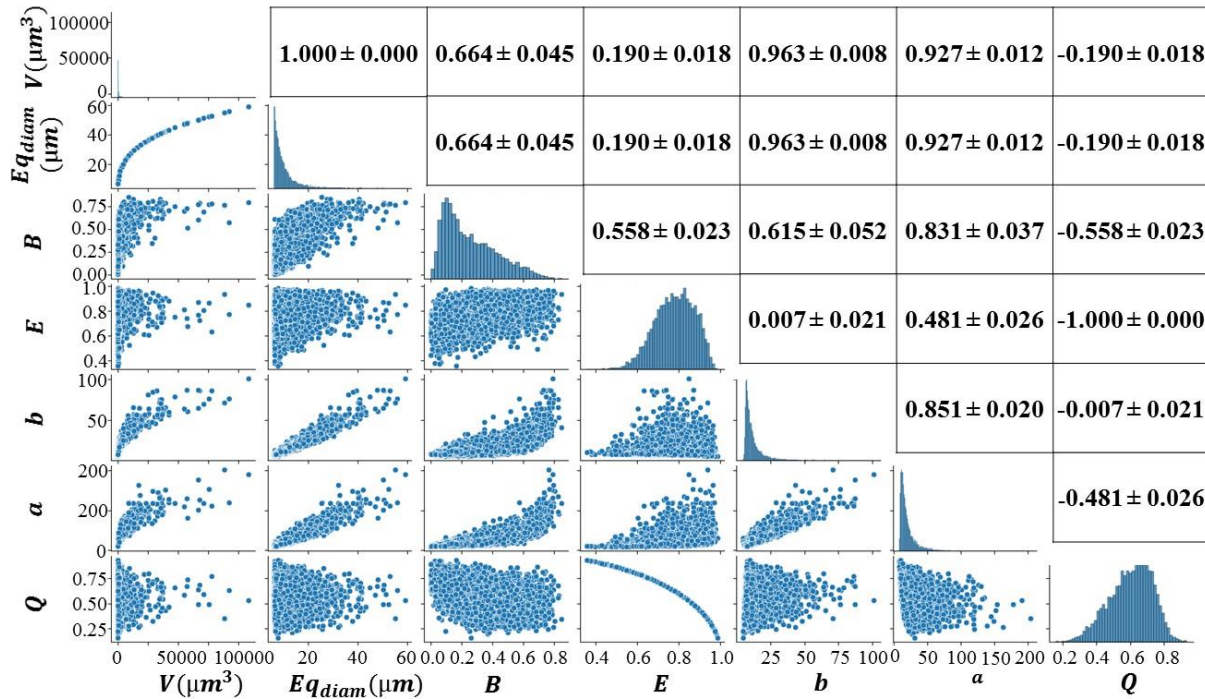 V(μm³) 100000 50000 0 1.000 ± 0.000 0.664 ± 0.045 0.190 ± 0.018 0.963 ± 0.008 0.927 ± 0.012 -0.190 ± 0.018
Eq_diam (μm) 60 40 20 0.664 ± 0.045 0.190 ± 0.018 0.963 ± 0.008 0.927 ± 0.012 -0.190 ± 0.018
B 0.75 0.50 0.25 0.00 0.558 ± 0.023 0.615 ± 0.052 0.831 ± 0.037 -0.558 ± 0.023
E 1.0 0.8 0.6 0.4 0.007 ± 0.021 0.481 ± 0.026 -1.000 ± 0.000
b 100 50 0.851 ± 0.020 -0.007 ± 0.021
a 200 200 0 -0.481 ± 0.026
Q 0.75 0.50 0.25
0 50000 100000 20 40 60 0.0 0.2 0.4 0.6 0.8 0.4 0.6 0.8 1.0 25 50 75 100 0 50 100 150 200 0.2 0.4 0.6 0.8
V(μm³) Eq_diam(μm) B E b a Q